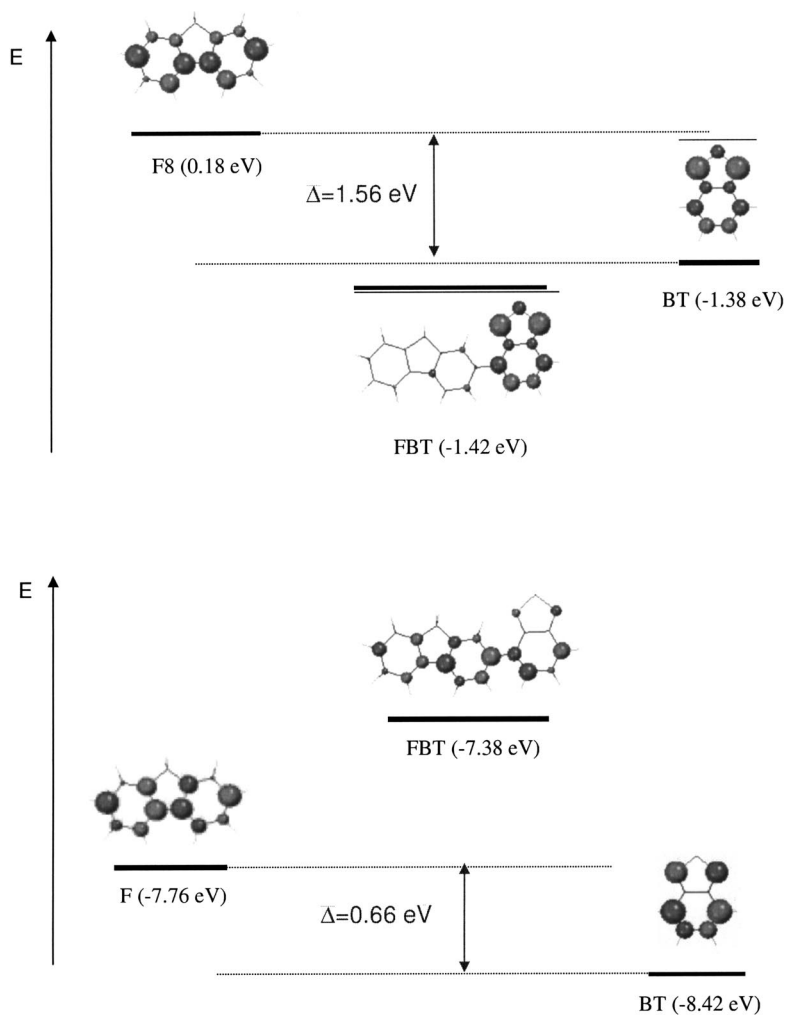 E
F8 (0.18 eV)
Δ=1.56 eV
BT (-1.38 eV)
FBT (-1.42 eV)
E
FBT (-7.38 eV)
F (-7.76 eV)
Δ=0.66 eV
BT (-8.42 eV)